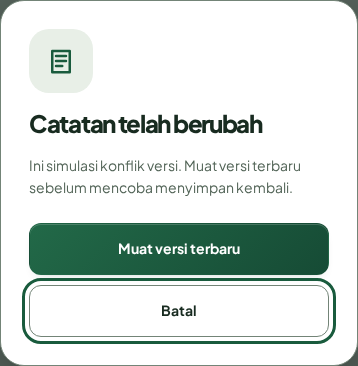 Catatan telah berubah
Ini simulasi konflik versi. Muat versi terbaru
sebelum mencoba menyimpan kembali.
Muat versi terbaru
Batal